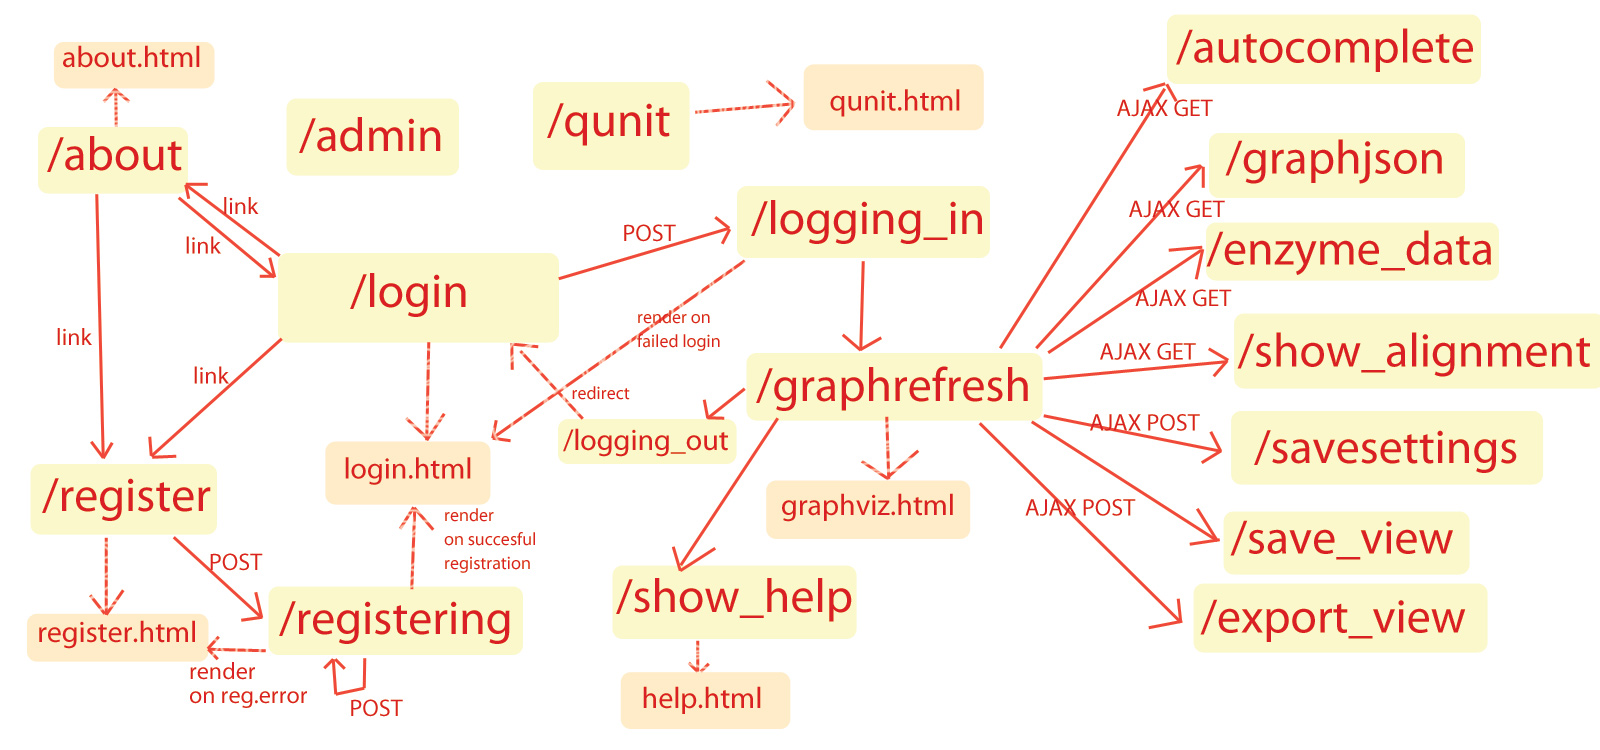 /autocomplete
about.html
qunit.html
AJAX GET
/admin
/qunit
/about
/graphjson
link
AJAX GET
/logging_in
link
POST
/enzyme_data
/login
AJAX GET
render on
failed login
link
/show_alignment
AJAX GET
link
/graphrefresh
redirect
AJAX POST
/logging_out
/savesettings
login.html
/register
graphviz.html
AJAX POST
render
on succesful
registration
/save_view
POST
/show_help
/registering
/export_view
register.html
render
on reg.error
POST
help.html